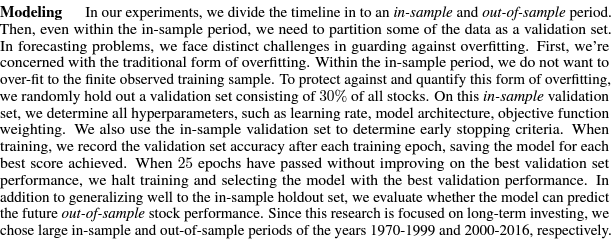 Modeling In our experiments, we divide the timeline in to an in-sample and out-of-sample period.
Then, even within the in-sample period, we need to partition some of the data as a validation set.
In forecasting problems, we face distinct challenges in guarding against overfitting. First, we're
concerned with the traditional form of overfitting. Within the in-sample period, we do not want to
over-fit to the finite observed training sample. To protect against and quantify this form of overfitting,
we randomly hold out a validation set consisting of 30% of all stocks. On this in-sample validation
set, we determine all hyperparameters, such as learning rate, model architecture, objective function
weighting. We also use the in-sample validation set to determine early stopping criteria. When
training, we record the validation set accuracy after each training epoch, saving the model for each
best score achieved. When 25 epochs have passed without improving on the best validation set
performance, we halt training and selecting the model with the best validation performance. In
addition to generalizing well to the in-sample holdout set, we evaluate whether the model can predict
the future out-of-sample stock performance. Since this research is focused on long-term investing, we
chose large in-sample and out-of-sample periods of the years 1970-1999 and 2000-2016, respectively.